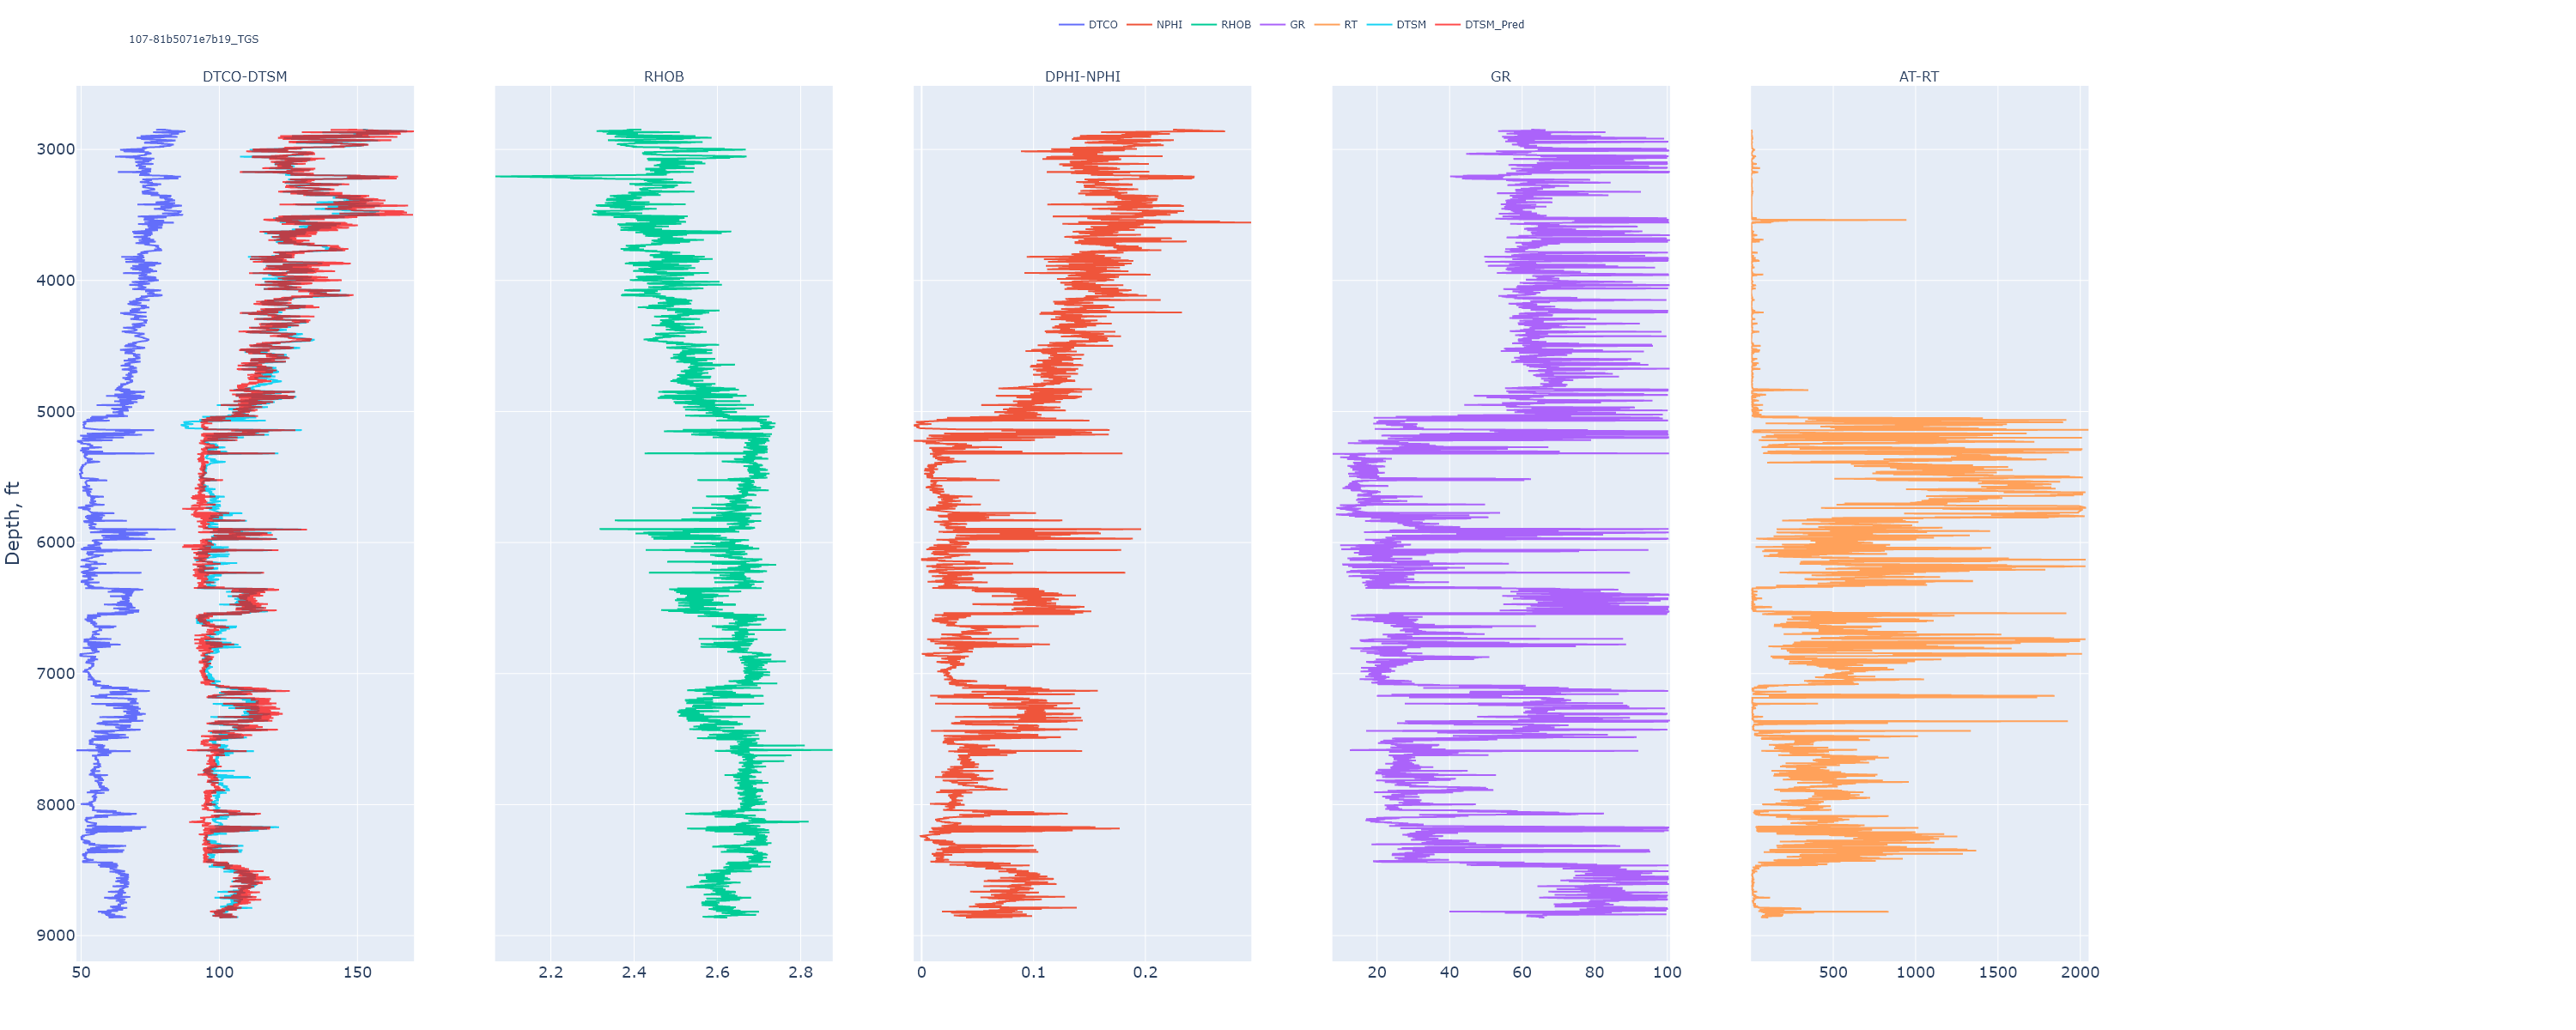 DTCO NPHI RHOB GR RT DTSM DTSM_Pred
107-81b5071e7b19_TGS
DTCO-DTSM RHOB DPHI-NPHI GR AT-RT
3000
4000
5000
6000
7000
8000
9000
Depth, ft
50 100 150 2.2 2.4 2.6 2.8 0 0.1 0.2 20 40 60 80 100 500 1000 1500 2000